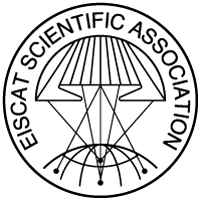 EISCAT SCIENTIFIC ASSOCIATION